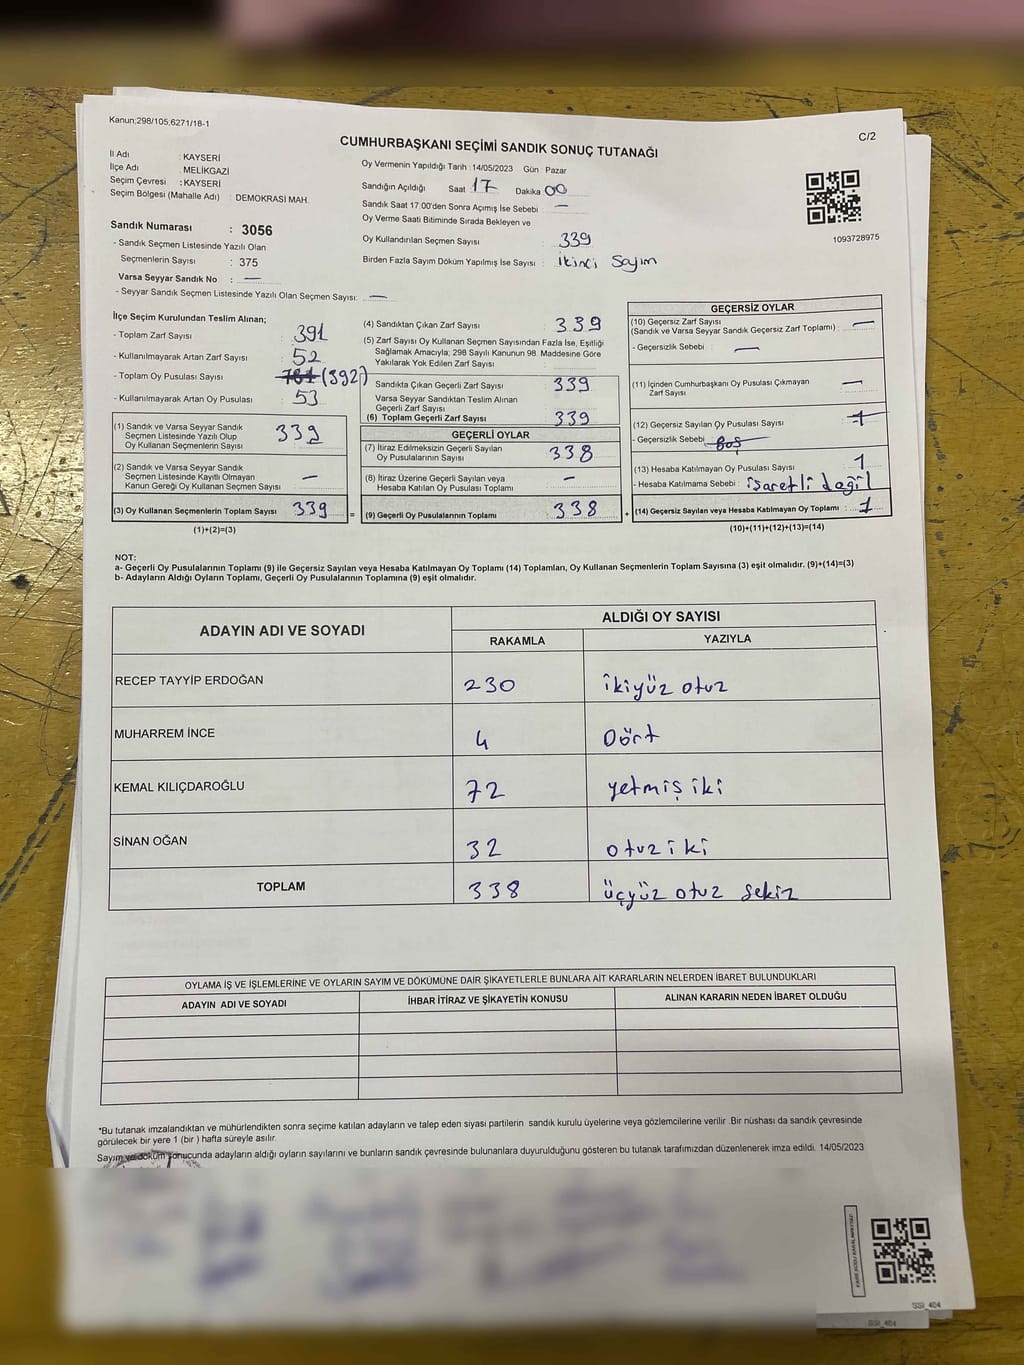 Kanun;298/105,6271/18-1
C/2
CUMHURBAŞKANI SEÇİMİ SANDIK SONUÇ TUTANAĞI
İl Adı : KAYSERİ
İlçe Adı : MELİKGAZİ
Seçim Çevresi : KAYSERİ
Seçim Bölgesi (Mahalle Adı) : DEMOKRASİ MAH.
Sandık Numarası : 3056
- Sandık Seçmen Listesinde Yazılı Olan
Seçmenlerin Sayısı : 375
Varsa Seyyar Sandık No : —
- Seyyar Sandık Seçmen Listesinde Yazılı Olan Seçmen Sayısı: —
Oy Vermenin Yapıldığı Tarih : 14/05/2023 Gün : Pazar
Sandığın Açıldığı Saat 17 Dakika 00
Sandık Saat 17:00'den Sonra Açımış İse Sebebi : —
Oy Verme Saati Bitiminde Sırada Bekleyen ve
Oy Kullandırılan Seçmen Sayısı : 339
Birden Fazla Sayım Döküm Yapılmış İse Sayısı : ikinci Sayım
1093728975
İlçe Seçim Kurulundan Teslim Alınan;
- Toplam Zarf Sayısı : 391
- Kullanılmayarak Artan Zarf Sayısı : 52
- Toplam Oy Pusulası Sayısı : (392)
- Kullanılmayarak Artan Oy Pusulası : 53
(1) Sandık ve Varsa Seyyar Sandık
Seçmen Listesinde Yazılı Olup
Oy Kullanan Seçmenlerin Sayısı : 339
(2) Sandık ve Varsa Seyyar Sandık
Seçmen Listesinde Kayıtlı Olmayan
Kanun Gereği Oy Kullanan Seçmen Sayısı : —
(3) Oy Kullanan Seçmenlerin Toplam Sayısı : 339
(1)+(2)=(3)
=
(4) Sandıktan Çıkan Zarf Sayısı : 339
(5) Zarf Sayısı Oy Kullanan Seçmen Sayısından Fazla İse, Eşitliği
Sağlamak Amacıyla; 298 Sayılı Kanunun 98. Maddesine Göre
Yakılarak Yok Edilen Zarf Sayısı :
Sandıkta Çıkan Geçerli Zarf Sayısı : 339
Varsa Seyyar Sandıktan Teslim Alınan
Geçerli Zarf Sayısı :
(6) Toplam Geçerli Zarf Sayısı : 339
GEÇERLİ OYLAR
(7) İtiraz Edilmeksizin Geçerli Sayılan
Oy Pusulalarının Sayısı : 338
(8) İtiraz Üzerine Geçerli Sayılan veya
Hesaba Katılan Oy Pusulası Toplamı : —
(9) Geçerli Oy Pusulalarının Toplamı : 338
+
GEÇERSİZ OYLAR
(10) Geçersiz Zarf Sayısı
(Sandık ve Varsa Seyyar Sandık Geçersiz Zarf Toplamı) : —
- Geçersizlik Sebebi : —
(11) İçinden Cumhurbaşkanı Oy Pusulası Çıkmayan
Zarf Sayısı : —
(12) Geçersiz Sayılan Oy Pusulası Sayısı : 1
- Geçersizlik Sebebi : Boş
(13) Hesaba Katılmayan Oy Pusulası Sayısı : 1
- Hesaba Katılmama Sebebi : işaretli değil
(14) Geçersiz Sayılan veya Hesaba Katılmayan Oy Toplamı : 1
(10)+(11)+(12)+(13)=(14)
NOT:
a- Geçerli Oy Pusulalarının Toplamı (9) ile Geçersiz Sayılan veya Hesaba Katılmayan Oy Toplamı (14) Toplamları, Oy Kullanan Seçmenlerin Toplam Sayısına (3) eşit olmalıdır. (9)+(14)=(3)
b- Adayların Aldığı Oyların Toplamı, Geçerli Oy Pusulalarının Toplamına (9) eşit olmalıdır.
ADAYIN ADI VE SOYADI
ALDIĞI OY SAYISI
RAKAMLA YAZIYLA
RECEP TAYYİP ERDOĞAN 230 ikiyüz otuz
MUHARREM İNCE 4 Dört
KEMAL KILIÇDAROĞLU 72 yetmiş iki
SİNAN OĞAN 32 otuz iki
TOPLAM 338 üçyüz otuz sekiz
OYLAMA İŞ VE İŞLEMLERİNE VE OYLARIN SAYIM VE DÖKÜMÜNE DAİR ŞİKAYETLERLE BUNLARA AİT KARARLARIN NELERDEN İBARET BULUNDUKLARI
ADAYIN ADI VE SOYADI İHBAR İTİRAZ VE ŞİKAYETİN KONUSU ALINAN KARARIN NEDEN İBARET OLDUĞU
*Bu tutanak imzalandıktan ve mühürlendikten sonra seçime katılan adayların ve talep eden siyasi partilerin sandık kurulu üyelerine veya gözlemcilerine verilir. Bir nüshası da sandık çevresinde
görülecek bir yere 1 (bir ) hafta süreyle asılır.
Sayım ve döküm sonucunda adayların aldığı oyların sayılarını ve bunların sandık çevresinde bulunanlara duyurulduğunu gösteren bu tutanak tarafımızdan düzenlenerek imza edildi. 14/05/2023
SSI_404
SSI_404